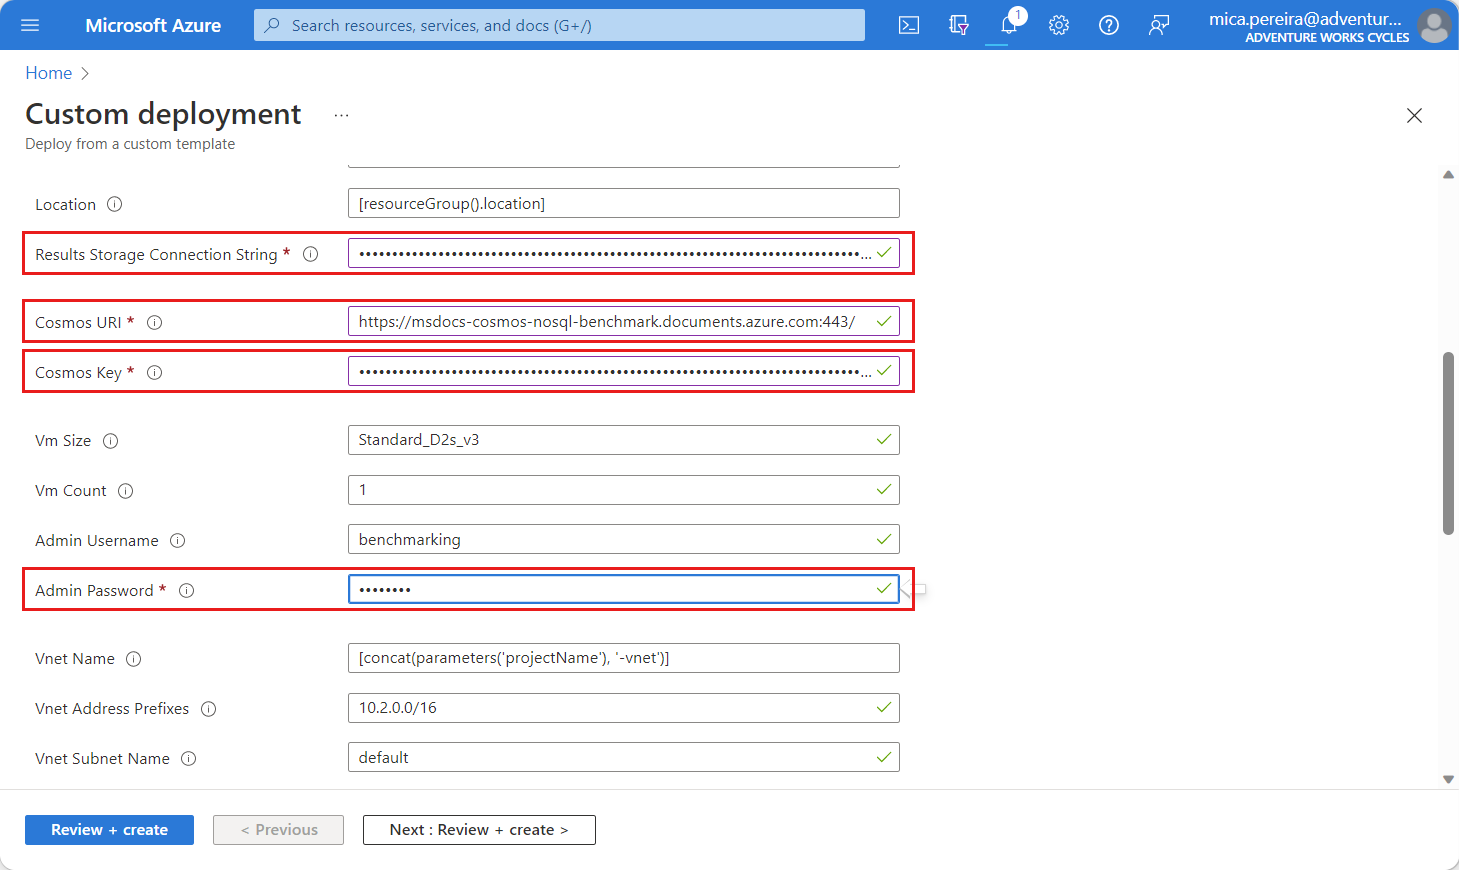 Microsoft Azure
Search resources, services, and docs (G+/)
1
mica.pereira@adventur...
ADVENTURE WORKS CYCLES
Home >
Custom deployment ...
Deploy from a custom template
Location
[resourceGroup().location]
Results Storage Connection String *
••••••••••••••••••••••••••••••••••••••••••••••••••••••••••••••••••••••••••••...
Cosmos URI *
https://msdocs-cosmos-nosql-benchmark.documents.azure.com:443/
Cosmos Key *
••••••••••••••••••••••••••••••••••••••••••••••••••••••••••••••••••••••••••••...
Vm Size
Standard_D2s_v3
Vm Count
1
Admin Username
benchmarking
Admin Password *
••••••••
Vnet Name
[concat(parameters('projectName'), '-vnet')]
Vnet Address Prefixes
10.2.0.0/16
Vnet Subnet Name
default
Review + create
< Previous
Next : Review + create >